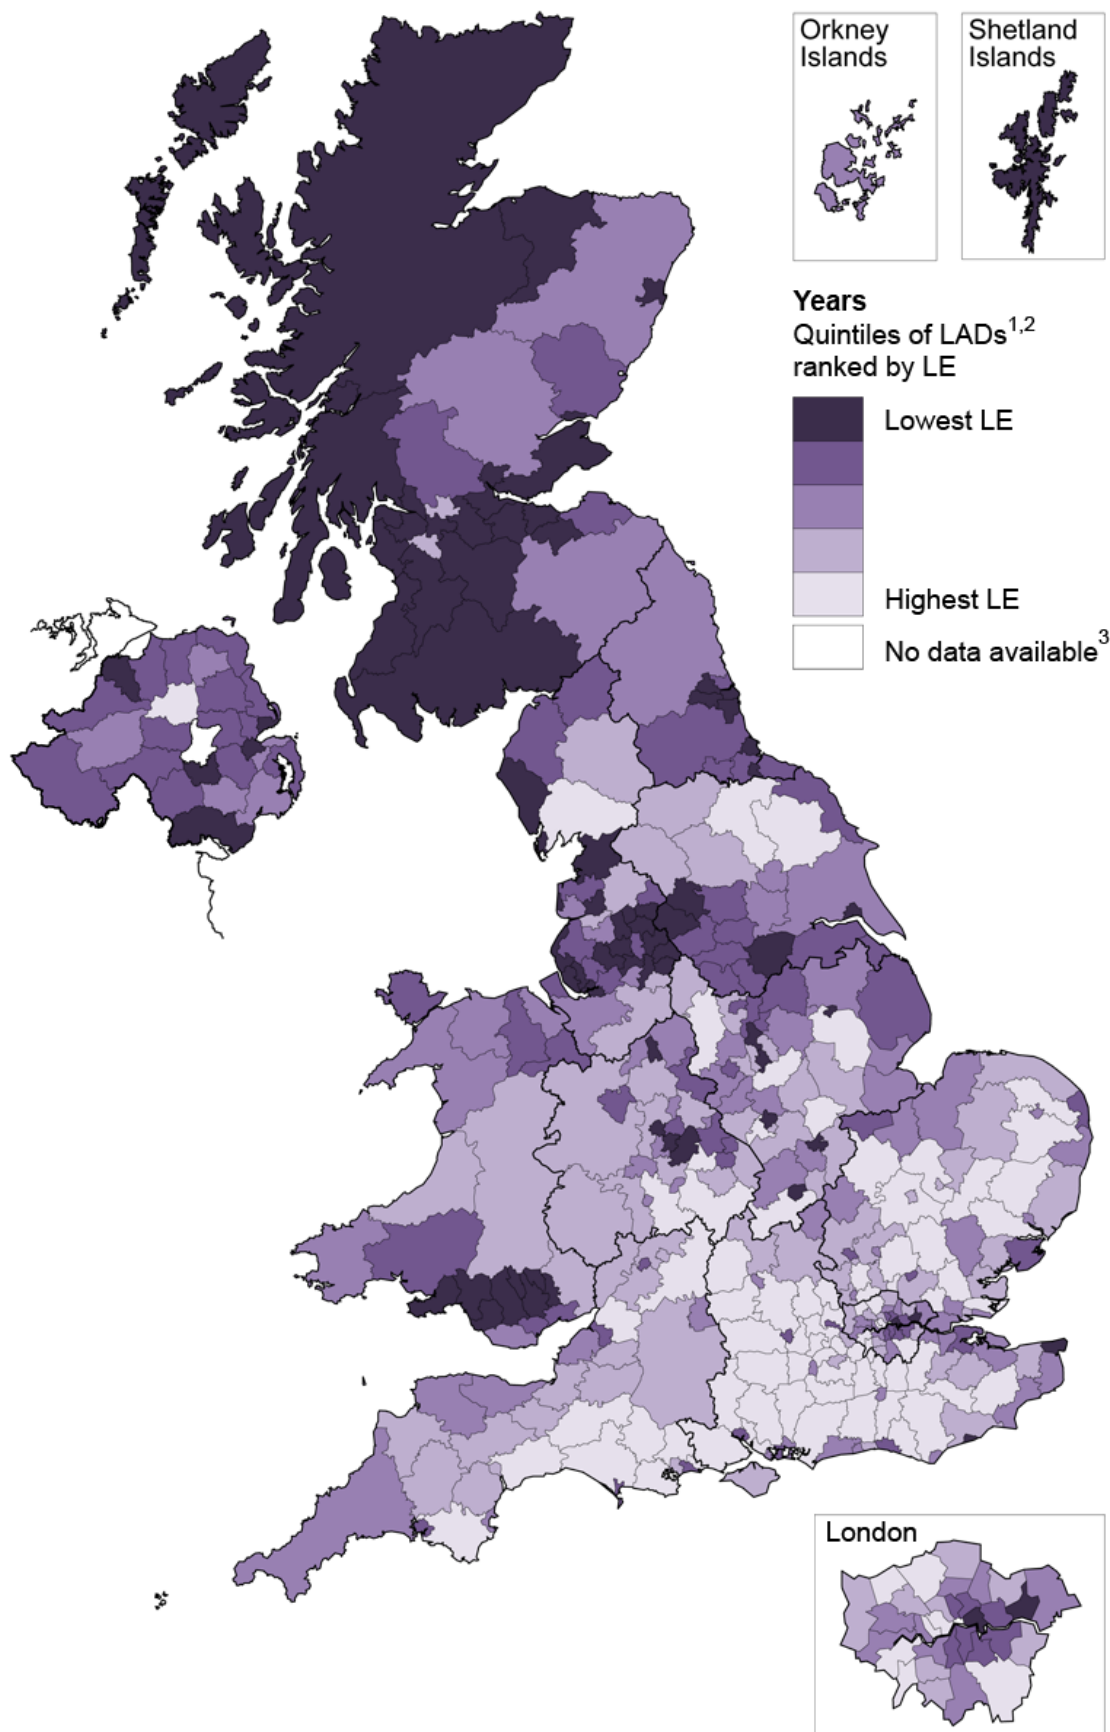 Orkney
Islands
Shetland
Islands
Years
Quintiles of LADs1,2
ranked by LE
Lowest LE
Highest LE
No data available3
London